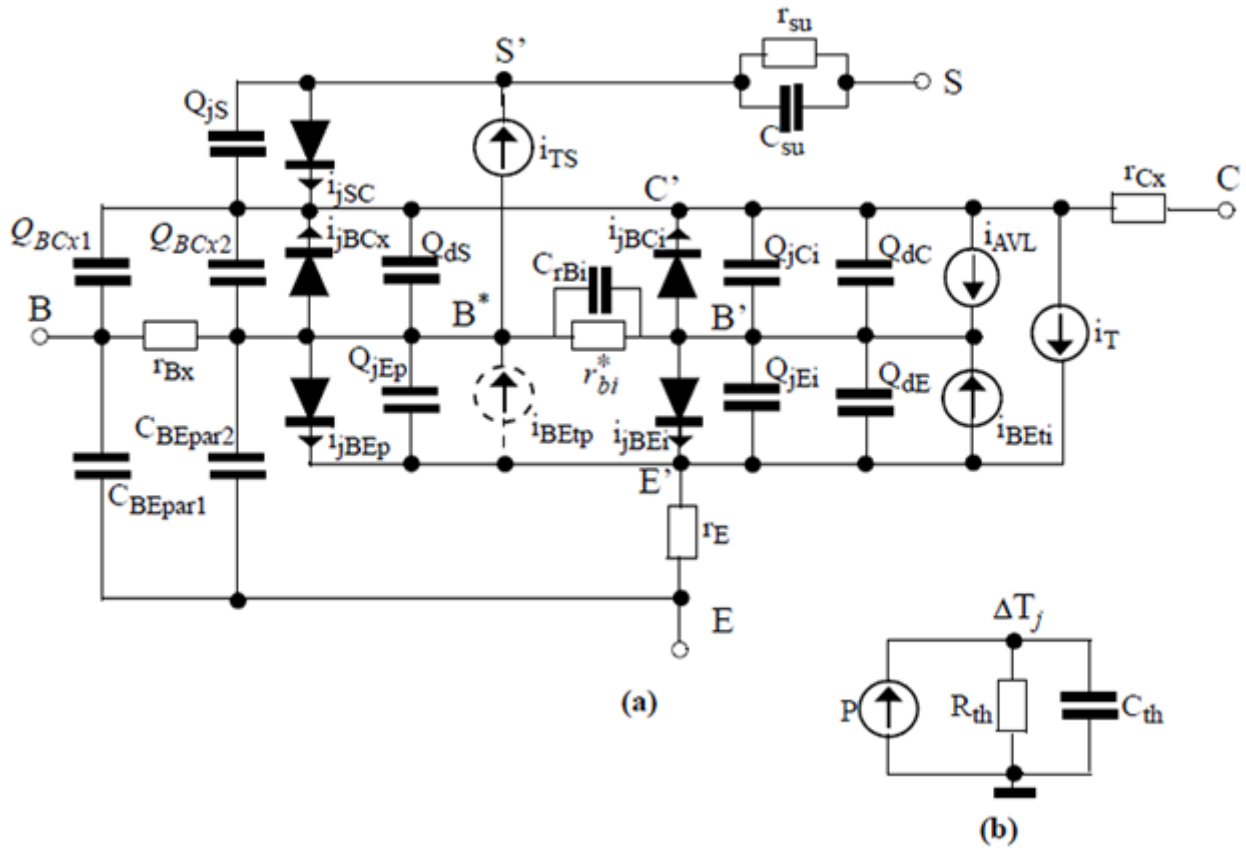 r_su
S'
S
Q_jS
C_su
i_TS
r_Cx
i_jSC
C'
C
Q_BCx1
Q_BCx2
i_jBCx
Q_dS
i_jBCi
Q_jCi
Q_dC
i_AVL
C_rBi
B
B*
B'
i_T
r_Bx
Q_jEp
r*_bi
Q_jEi
Q_dE
C_BEpar2
i_jBEp
i_BEtp
i_jBEi
i_BEti
C_BEpar1
E'
r_E
E
ΔT_j
(a)
P
R_th
C_th
(b)